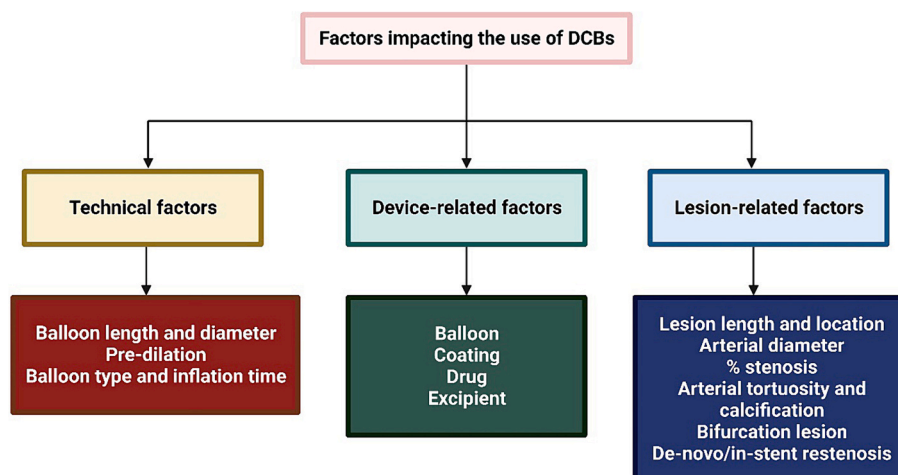 Factors impacting the use of DCBs
Technical factors
Device-related factors
Lesion-related factors
Balloon length and diameter
Pre-dilation
Balloon type and inflation time
Balloon
Coating
Drug
Excipient
Lesion length and location
Arterial diameter
% stenosis
Arterial tortuosity and
calcification
Bifurcation lesion
De-novo/in-stent restenosis